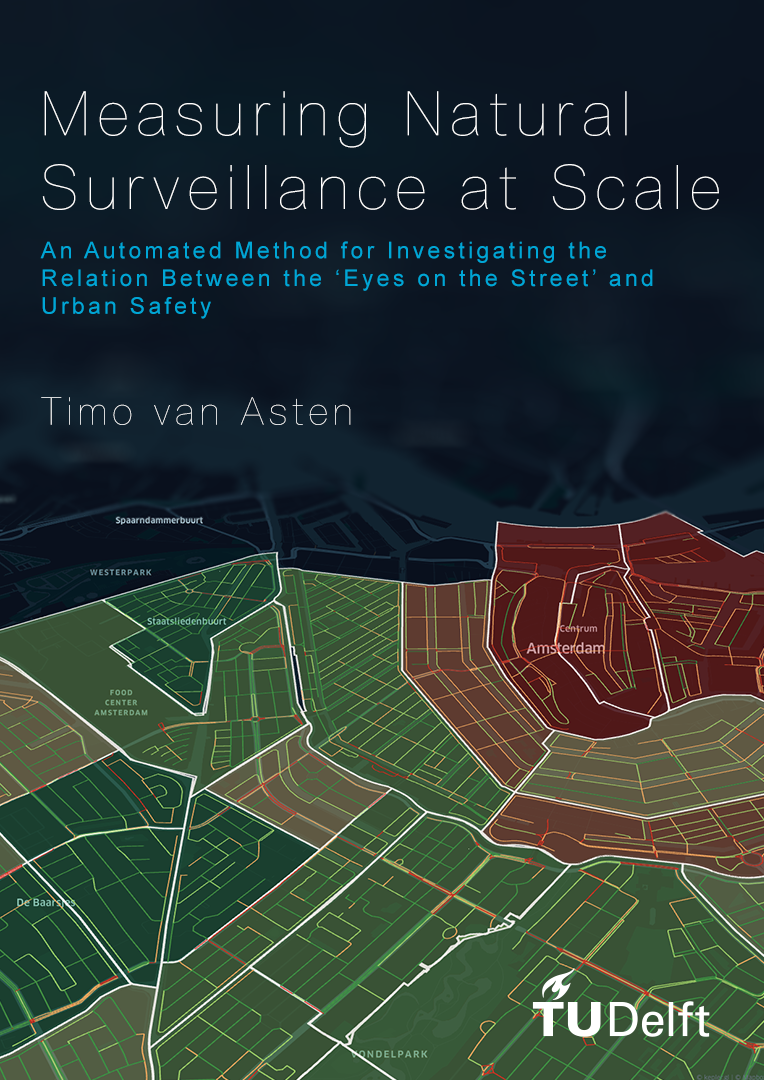 Measuring Natural
Surveillance at Scale
An Automated Method for Investigating the
Relation Between the ‘Eyes on the Street’ and
Urban Safety
Timo van Asten
Spaarndammerbuurt
WESTERPARK
Staatsliedenbuurt
Centrum
Amsterdam
FOOD
CENTER
AMSTERDAM
De Baarsjes
TUDelft
VONDELPARK